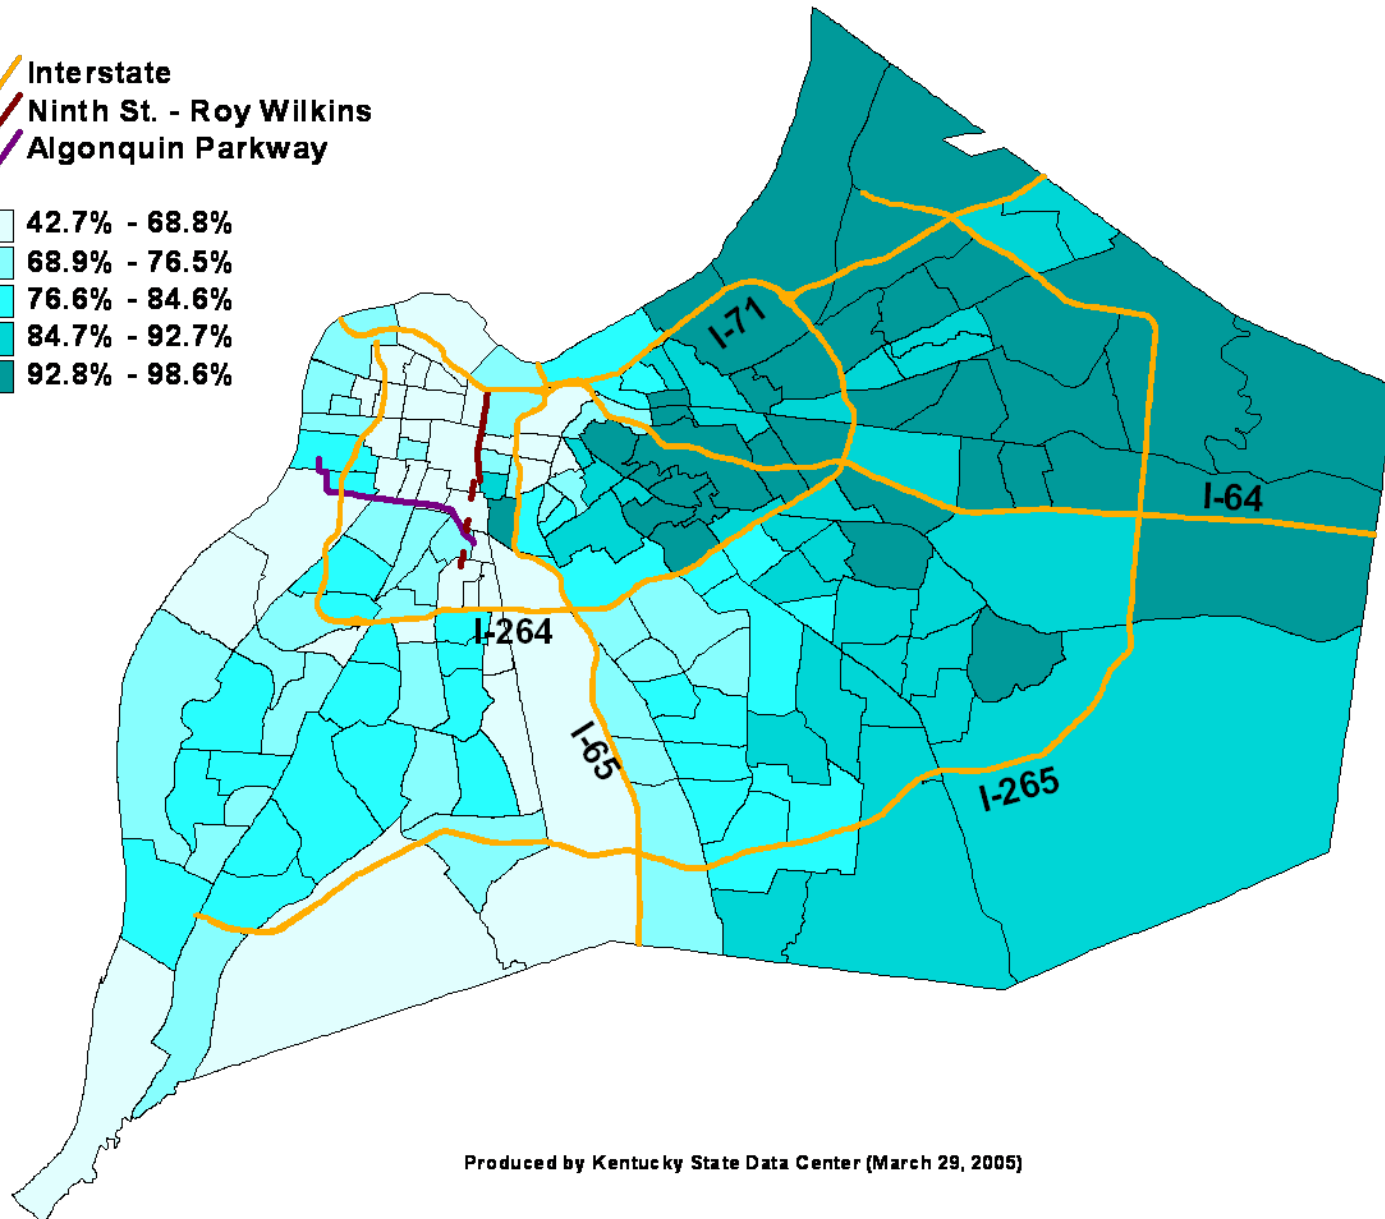 Interstate
Ninth St. - Roy Wilkins
Algonquin Parkway
42.7% - 68.8%
68.9% - 76.5%
76.6% - 84.6%
84.7% - 92.7%
92.8% - 98.6%
I-71
I-64
I-264
I-65
I-265
Produced by Kentucky State Data Center (March 29, 2005)